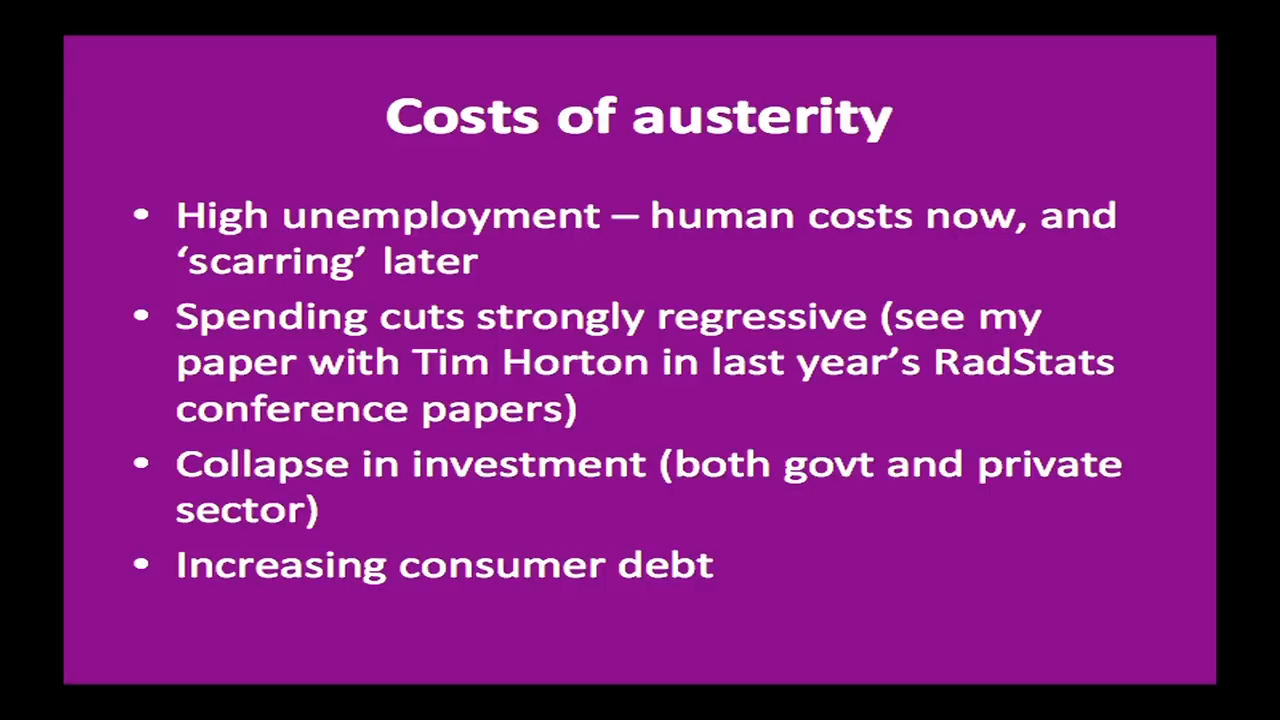 Costs of austerity
• High unemployment – human costs now, and
‘scarring’ later
• Spending cuts strongly regressive (see my
paper with Tim Horton in last year’s RadStats
conference papers)
• Collapse in investment (both govt and private
sector)
• Increasing consumer debt